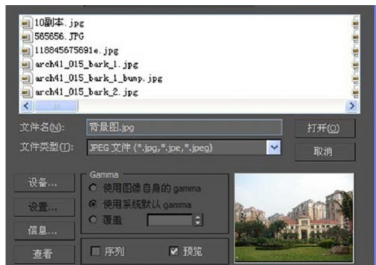 10副本.jpg
565656.JPG
118845675691e.jpg
arch41_015_bark_1.jpg
arch41_015_bark_1_bump.jpg
arch41_015_bark_2.jpg
文件名(N):
背景图.jpg
打开(O)
文件类型(T):
JPEG 文件 (*.jpg,*.jpe,*.jpeg)
取消
设备...
Gamma
使用图像自身的 gamma
设置...
使用系统默认 gamma
覆盖
信息...
查看
序列
预览